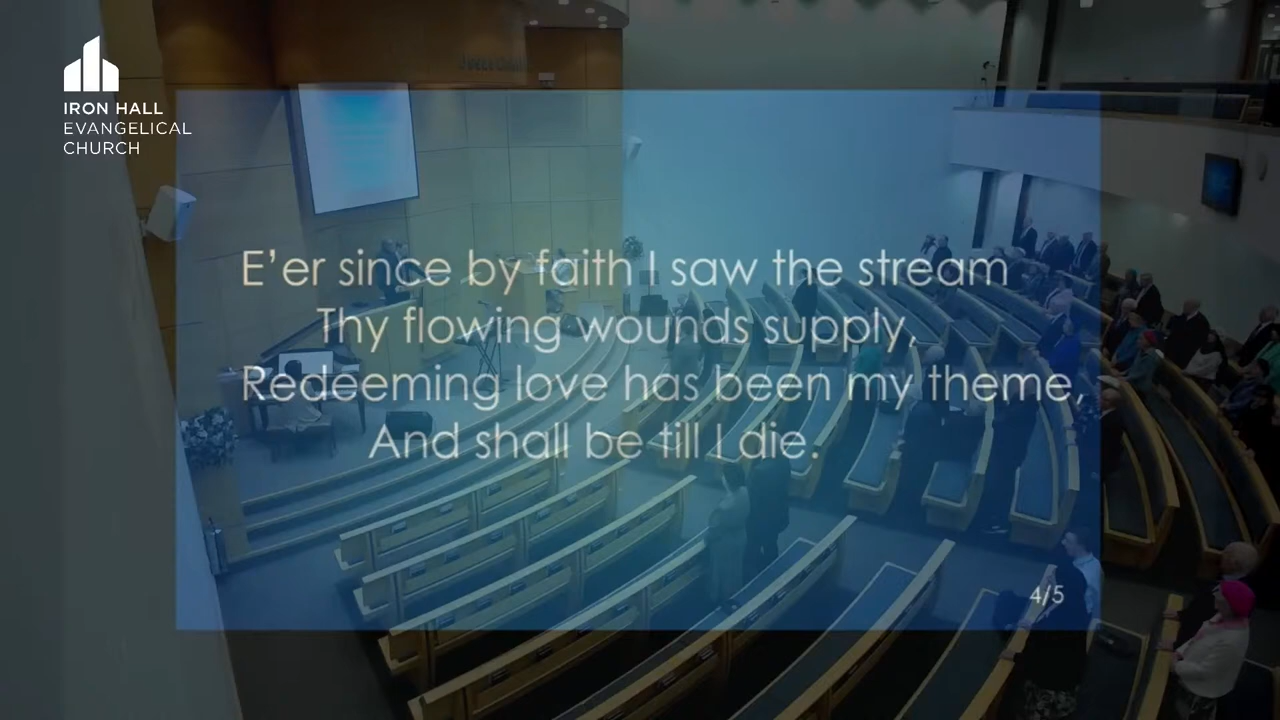 IRON HALL
EVANGELICAL
CHURCH
E'er since by faith I saw the stream
Thy flowing wounds supply,
Redeeming love has been my theme,
And shall be till I die.
4/5